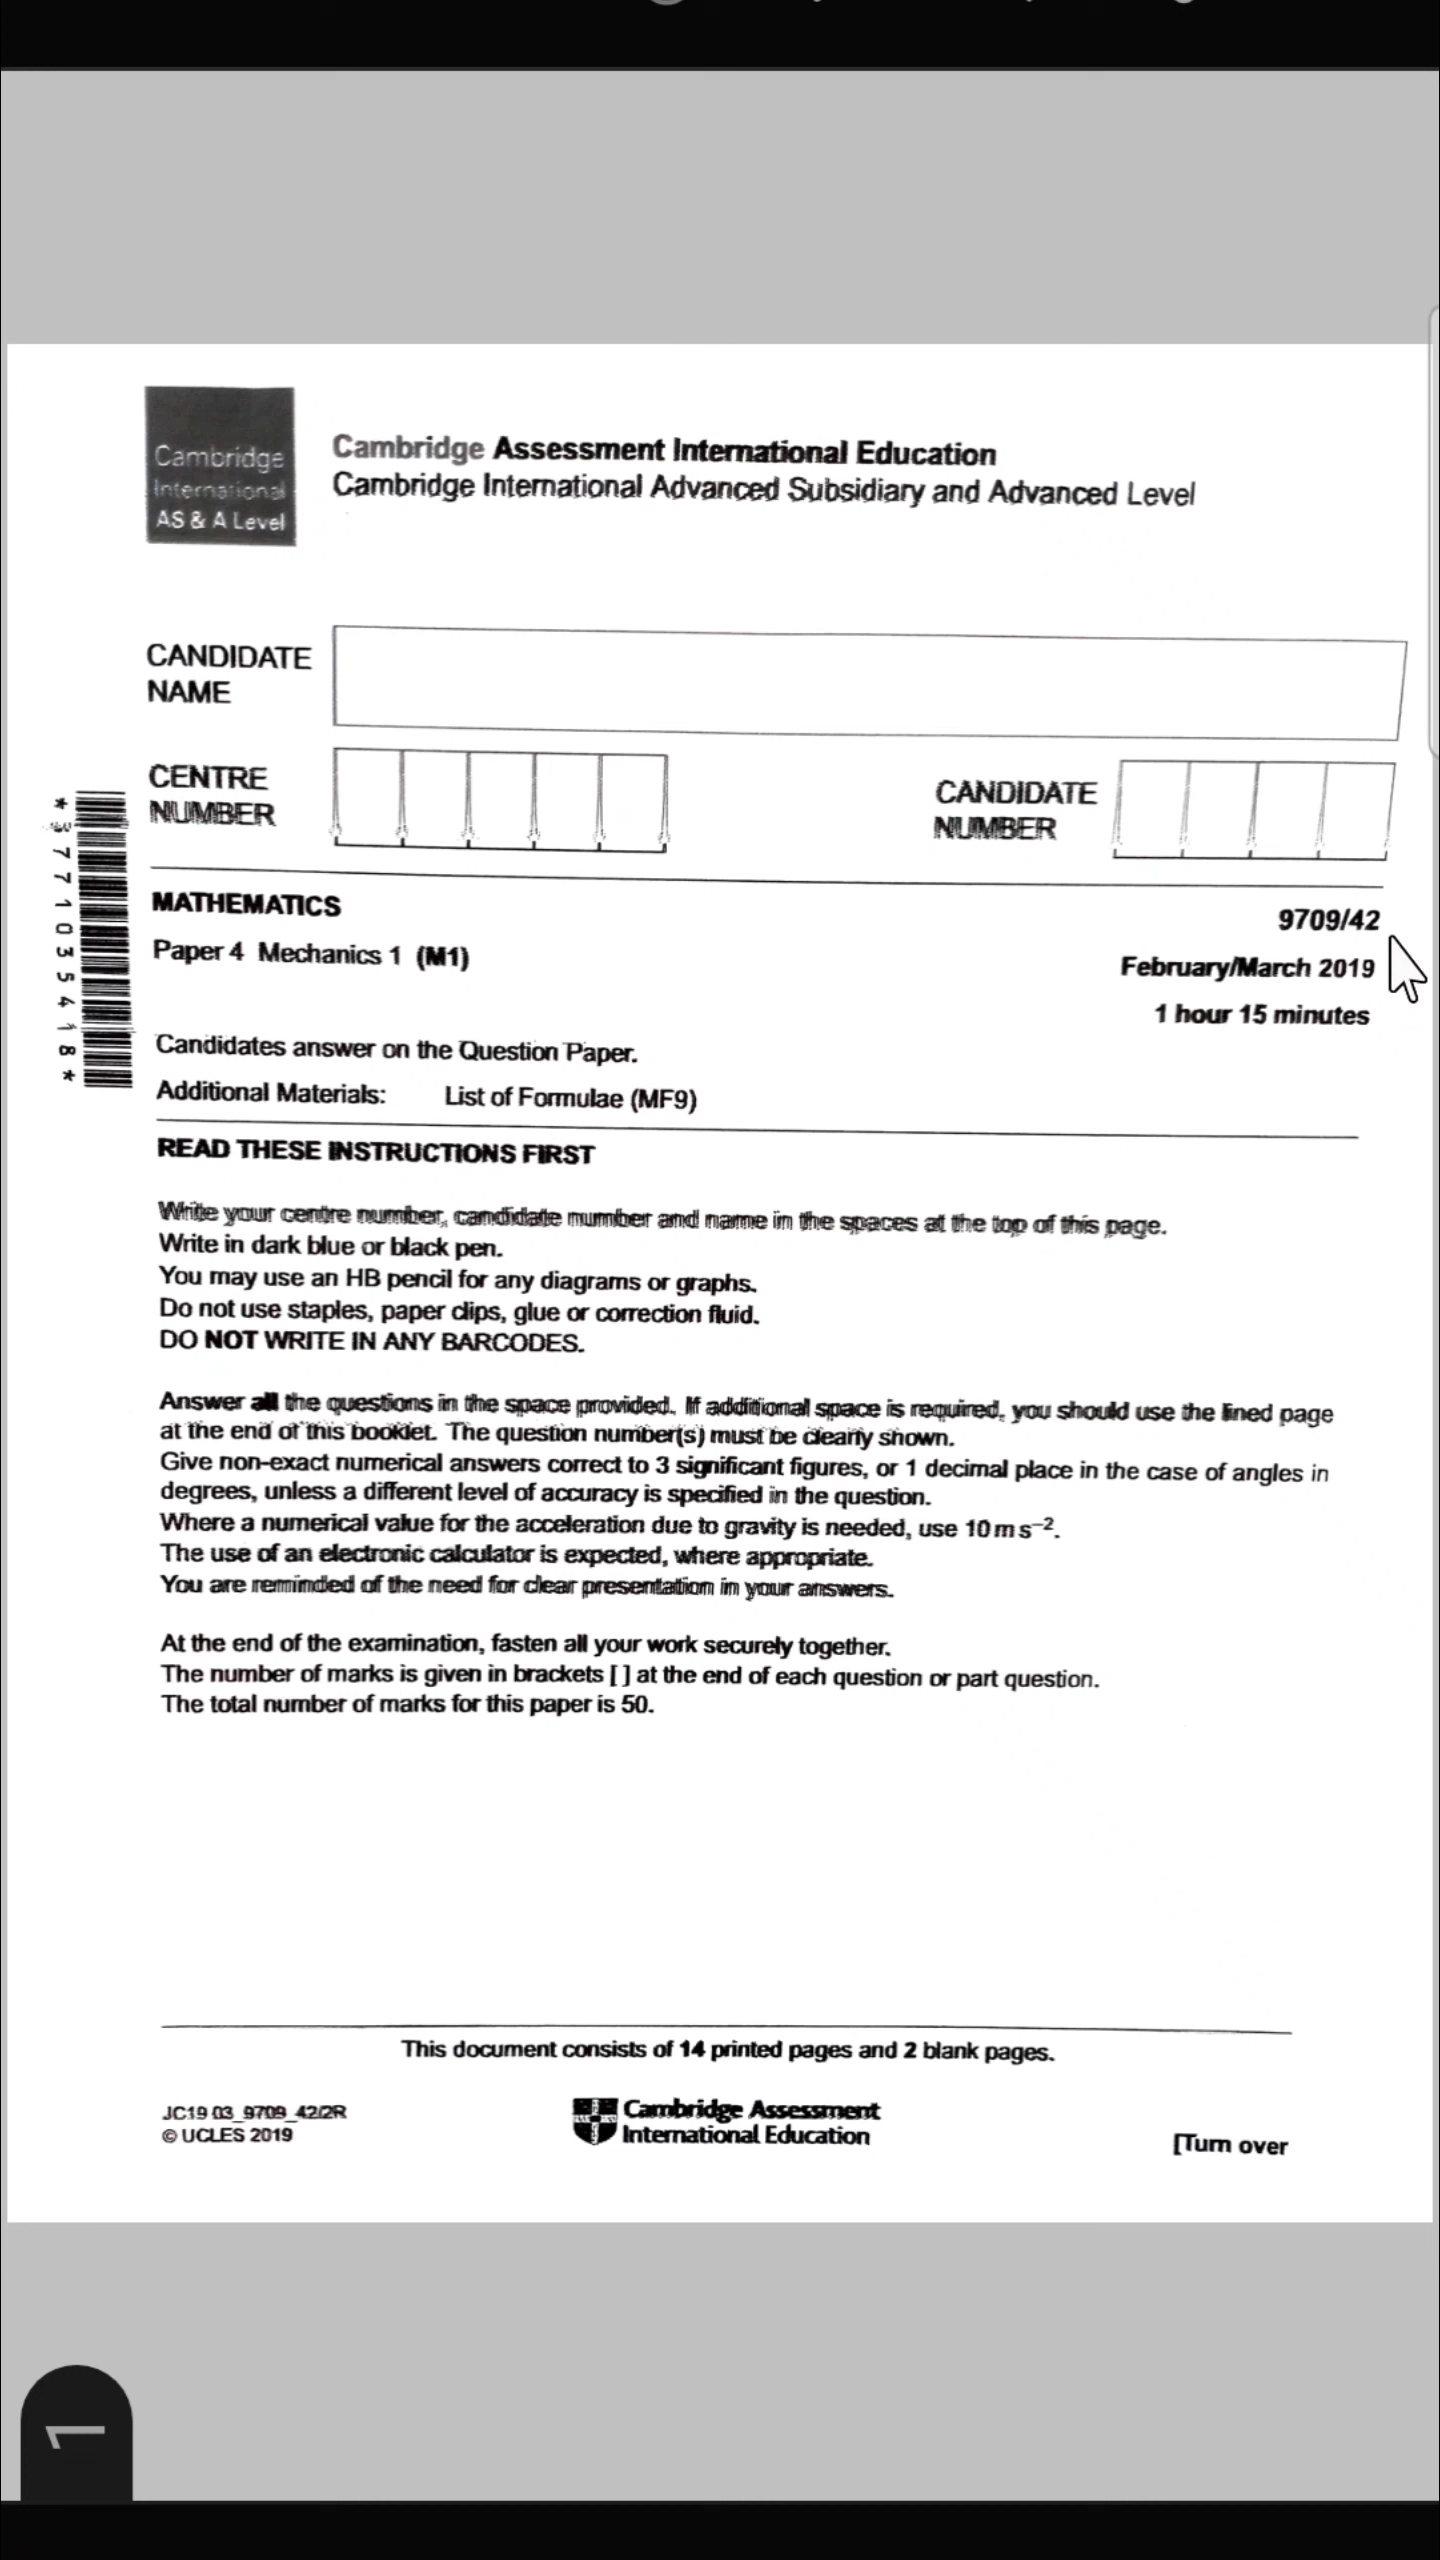 Cambridge
International
AS & A Level
Cambridge Assessment International Education
Cambridge International Advanced Subsidiary and Advanced Level
CANDIDATE
NAME
CENTRE
NUMBER
CANDIDATE
NUMBER
*3771035418*
MATHEMATICS
9709/42
Paper 4 Mechanics 1 (M1)
February/March 2019
1 hour 15 minutes
Candidates answer on the Question Paper.
Additional Materials: List of Formulae (MF9)
READ THESE INSTRUCTIONS FIRST
Write your centre number, candidate number and name in the spaces at the top of this page.
Write in dark blue or black pen.
You may use an HB pencil for any diagrams or graphs.
Do not use staples, paper clips, glue or correction fluid.
DO NOT WRITE IN ANY BARCODES.
Answer all the questions in the space provided. If additional space is required, you should use the lined page
at the end of this booklet. The question number(s) must be clearly shown.
Give non-exact numerical answers correct to 3 significant figures, or 1 decimal place in the case of angles in
degrees, unless a different level of accuracy is specified in the question.
Where a numerical value for the acceleration due to gravity is needed, use 10 m s⁻².
The use of an electronic calculator is expected, where appropriate.
You are reminded of the need for clear presentation in your answers.
At the end of the examination, fasten all your work securely together.
The number of marks is given in brackets [ ] at the end of each question or part question.
The total number of marks for this paper is 50.
This document consists of 14 printed pages and 2 blank pages.
JC19 03_9709_42/2R
© UCLES 2019
Cambridge Assessment
International Education
[Turn over
1